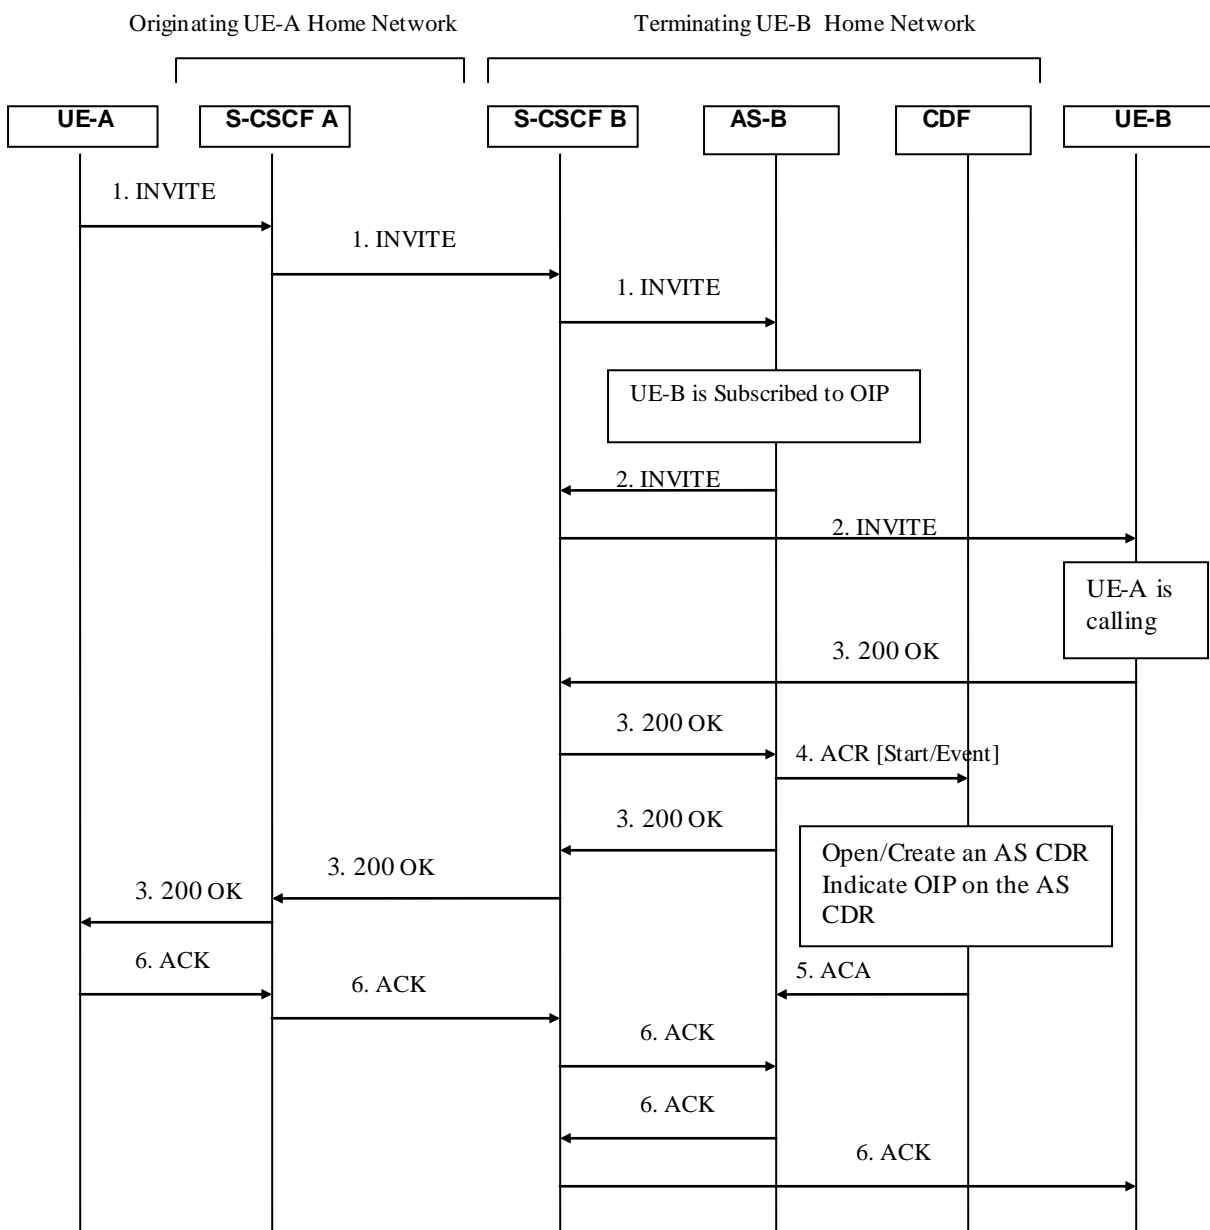 Originating UE-A Home Network
Terminating UE-B Home Network
UE-A
S-CSCF A
S-CSCF B
AS-B
CDF
UE-B
1. INVITE
1. INVITE
1. INVITE
UE-B is Subscribed to OIP
2. INVITE
2. INVITE
UE-A is
calling
3. 200 OK
3. 200 OK
4. ACR [Start/Event]
3. 200 OK
Open/Create an AS CDR
Indicate OIP on the AS
CDR
3. 200 OK
3. 200 OK
6. ACK
5. ACA
6. ACK
6. ACK
6. ACK
6. ACK